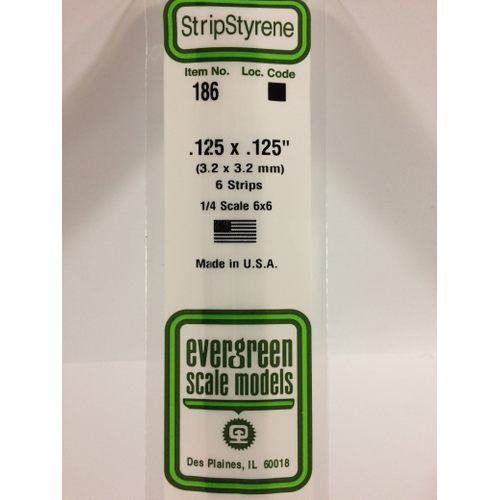 StripStyrene
Item No. Loc. Code
186
.125 x .125"
(3.2 x 3.2 mm)
6 Strips
1/4 Scale 6x6
Made in U.S.A.
evergreen
scale models
Des Plaines, IL 60018